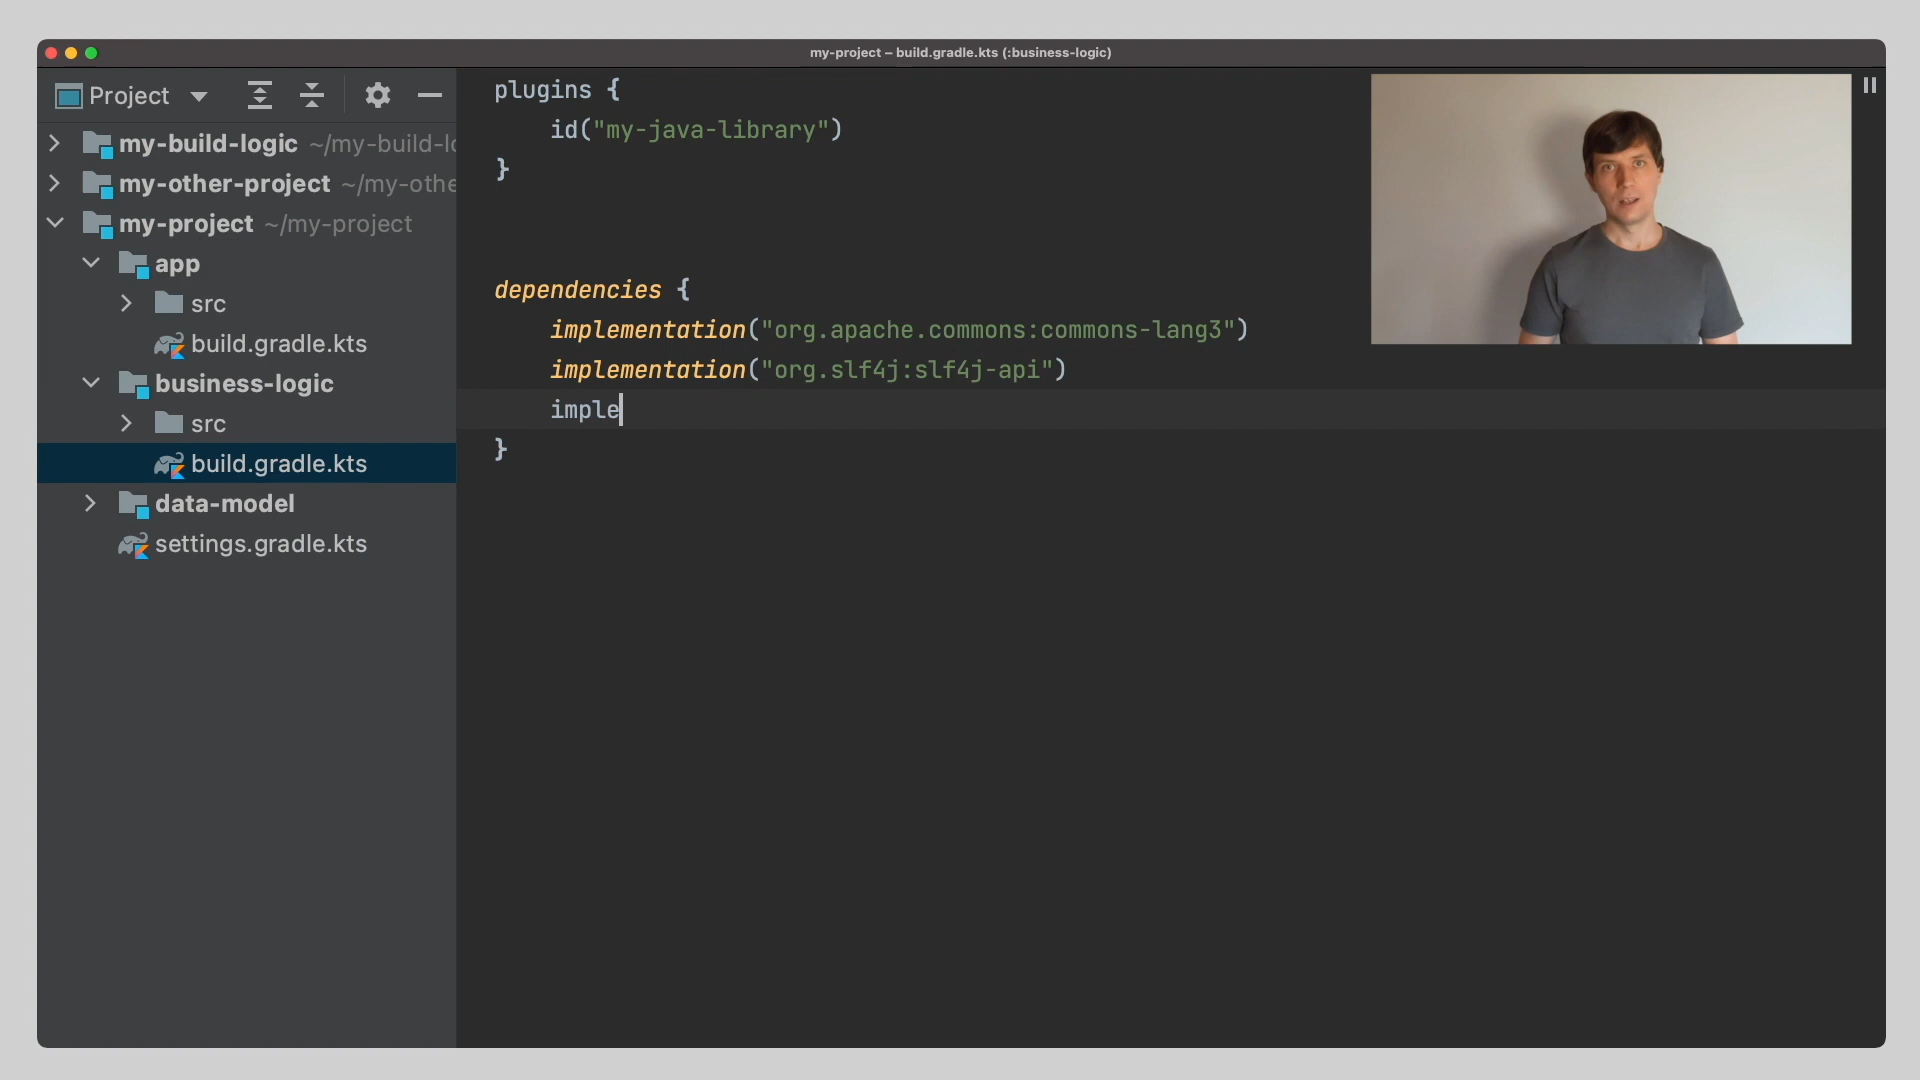 my-project – build.gradle.kts (:business-logic)
Project
my-build-logic ~/my-build-lo
my-other-project ~/my-othe
my-project ~/my-project
app
src
build.gradle.kts
business-logic
src
build.gradle.kts
data-model
settings.gradle.kts
plugins {
id("my-java-library")
}
dependencies {
implementation("org.apache.commons:commons-lang3")
implementation("org.slf4j:slf4j-api")
imple
}